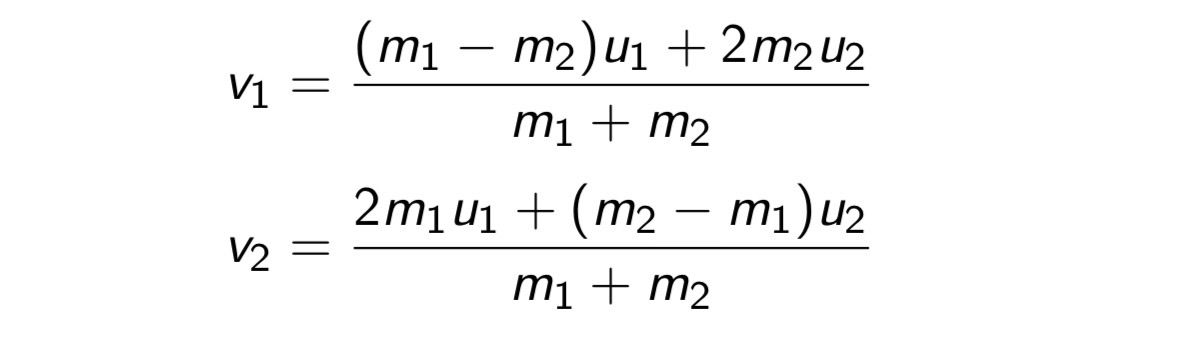 v₁ = ((m₁ − m₂)u₁ + 2m₂u₂) / (m₁ + m₂)
v₂ = (2m₁u₁ + (m₂ − m₁)u₂) / (m₁ + m₂)